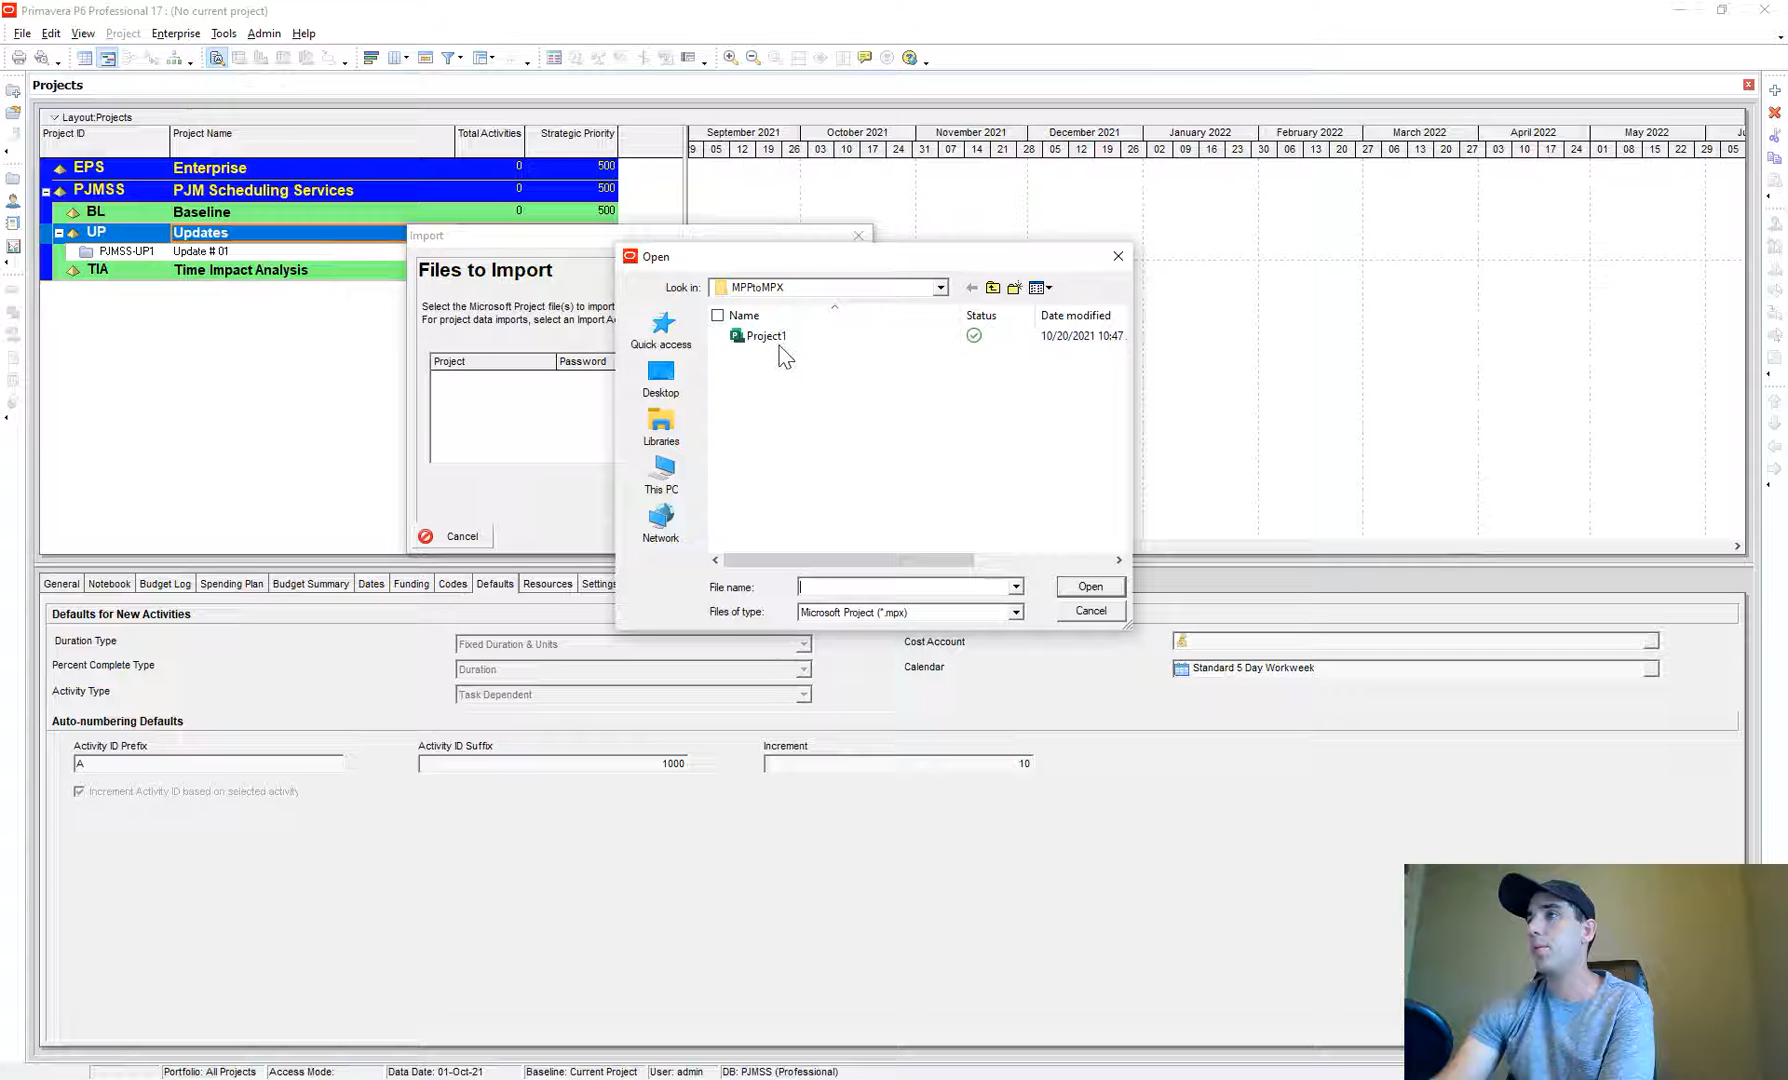 Primavera P6 Professional 17 : (No current project)
File Edit View Project Enterprise Tools Admin Help
Projects
Layout:Projects
Project ID Project Name Total Activities Strategic Priority
September 2021 October 2021 November 2021 December 2021 January 2022 February 2022 March 2022 April 2022 May 2022
05 12 19 26 03 10 17 24 31 07 14 21 28 05 12 19 26 02 09 16 23 30 06 13 20 27 06 13 20 27 03 10 17 24 01 08 15 22 29 05
EPS Enterprise 0 500
PJMSS PJM Scheduling Services 0 500
BL Baseline 0 500
UP Updates
PJMSS-UP1 Update # 01
TIA Time Impact Analysis
Import
Files to Import
Select the Microsoft Project file(s) to import
For project data imports, select an Import
Project Password
Cancel
Open
Look in: MPPtoMPX
Name Status Date modified
Project1 10/20/2021 10:47
Quick access
Desktop
Libraries
This PC
Network
File name: Open
Files of type: Microsoft Project (*.mpx) Cancel
General Notebook Budget Log Spending Plan Budget Summary Dates Funding Codes Defaults Resources Settings
Defaults for New Activities
Duration Type Fixed Duration & Units Cost Account
Percent Complete Type Duration Calendar Standard 5 Day Workweek
Activity Type Task Dependent
Auto-numbering Defaults
Activity ID Prefix Activity ID Suffix Increment
A 1000 10
Increment Activity ID based on selected activity
Portfolio: All Projects Access Mode: Data Date: 01-Oct-21 Baseline: Current Project User: admin DB: PJMSS (Professional)